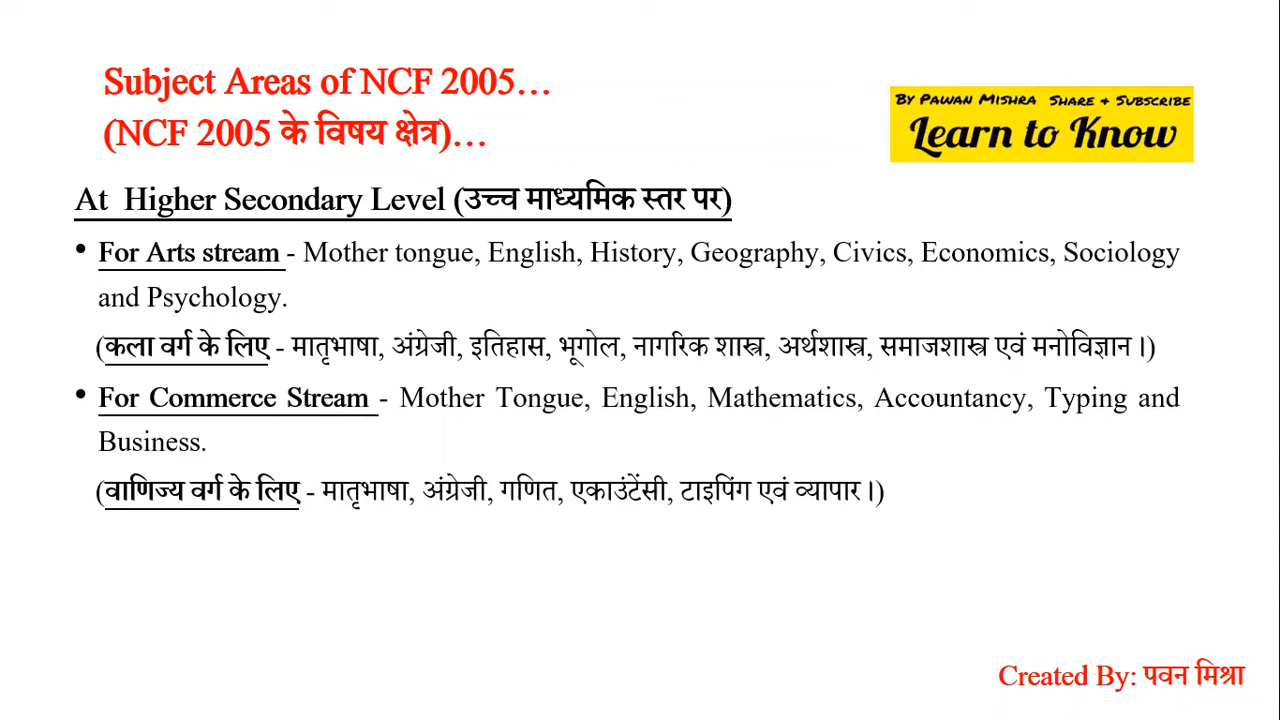 Subject Areas of NCF 2005...
(NCF 2005 के विषय क्षेत्र)...
BY PAWAN MISHRA SHARE & SUBSCRIBE
Learn to Know
At Higher Secondary Level (उच्च माध्यमिक स्तर पर)
• For Arts stream - Mother tongue, English, History, Geography, Civics, Economics, Sociology
and Psychology.
(कला वर्ग के लिए - मातृभाषा, अंग्रेजी, इतिहास, भूगोल, नागरिक शास्त्र, अर्थशास्त्र, समाजशास्त्र एवं मनोविज्ञान।)
• For Commerce Stream - Mother Tongue, English, Mathematics, Accountancy, Typing and
Business.
(वाणिज्य वर्ग के लिए - मातृभाषा, अंग्रेजी, गणित, एकाउंटेंसी, टाइपिंग एवं व्यापार।)
Created By: पवन मिश्रा